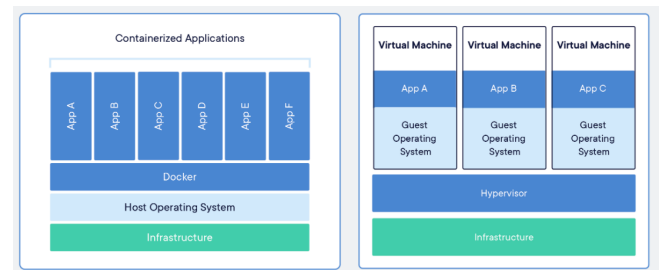 Containerized Applications
App A
App B
App C
App D
App E
App F
Docker
Host Operating System
Infrastructure
Virtual Machine
App A
Guest
Operating
System
Virtual Machine
App B
Guest
Operating
System
Virtual Machine
App C
Guest
Operating
System
Hypervisor
Infrastructure